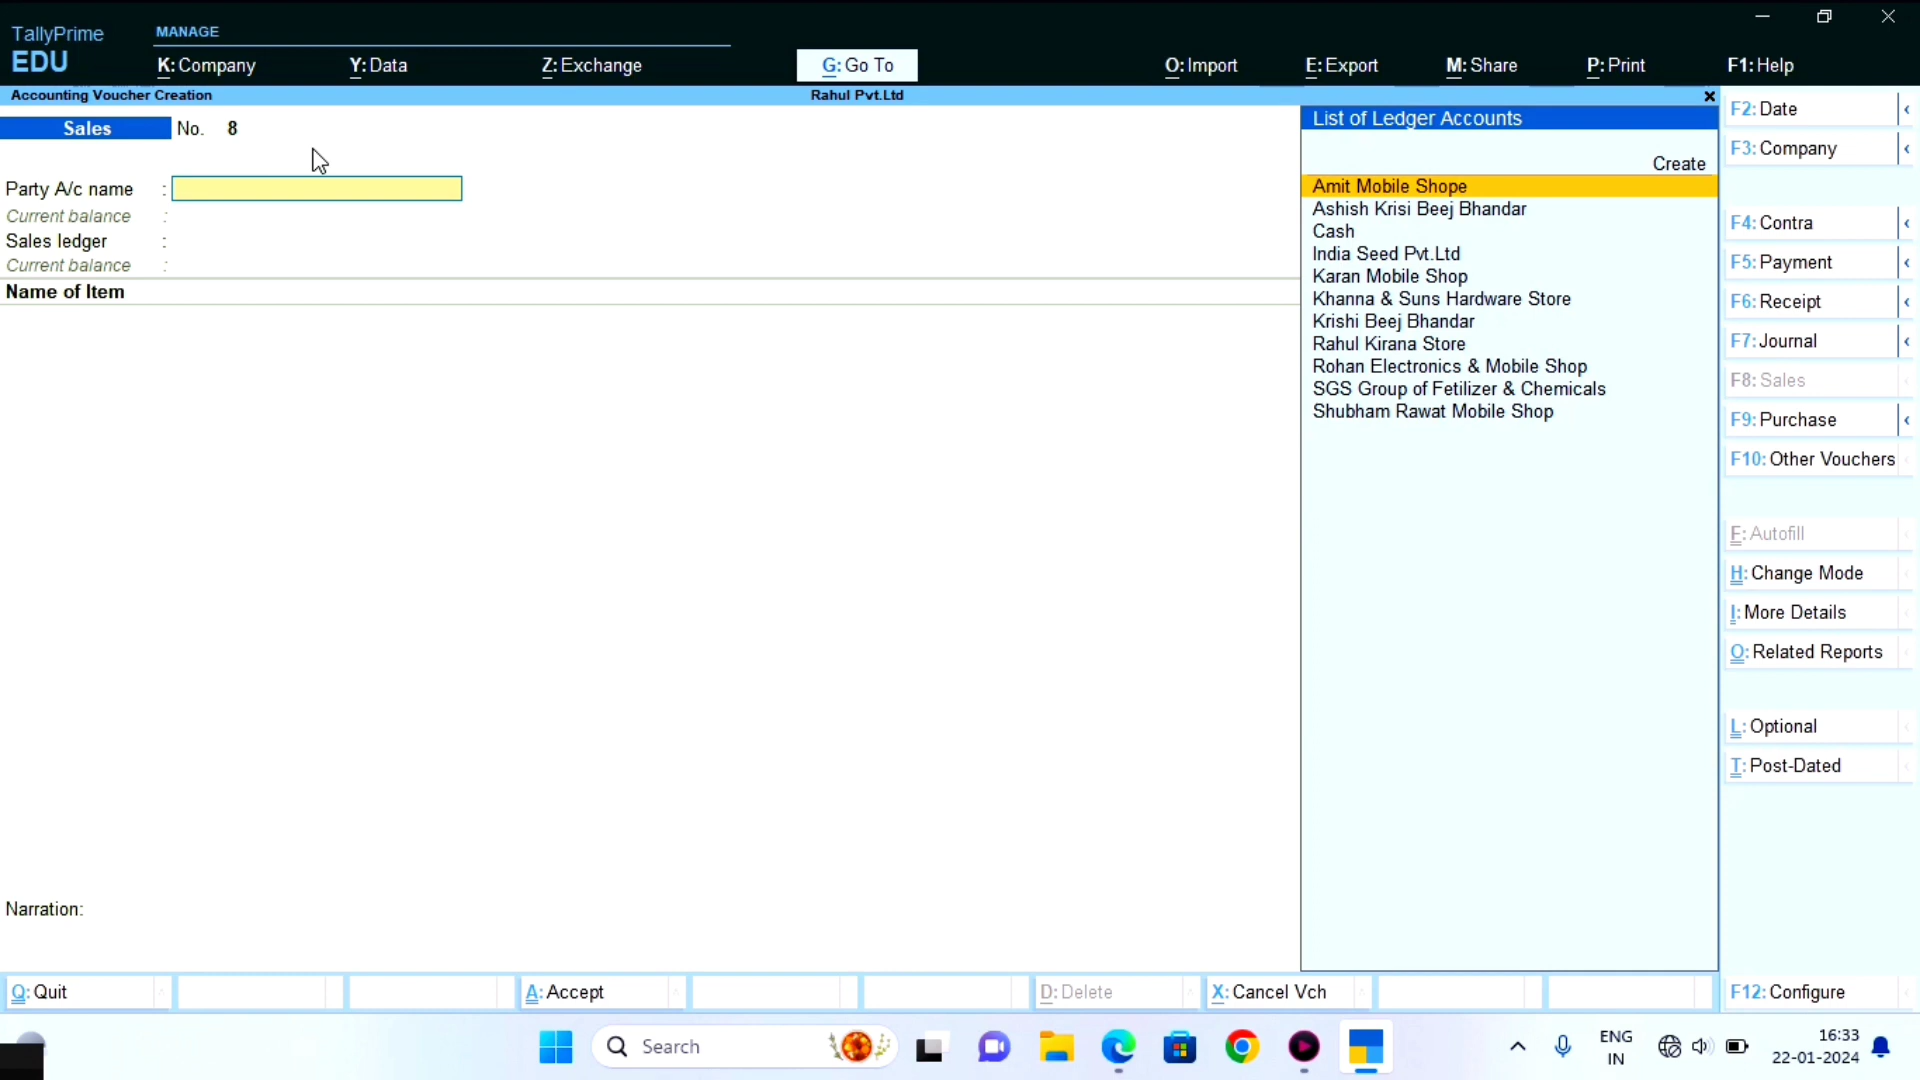 TallyPrime
EDU
MANAGE
K: Company
Y: Data
Z: Exchange
G: Go To
O: Import
E: Export
M: Share
P: Print
F1: Help
Accounting Voucher Creation
Rahul Pvt.Ltd
Sales No. 8
Party A/c name :
Current balance :
Sales ledger :
Current balance :
Name of Item
Narration:
List of Ledger Accounts
Create
Amit Mobile Shope
Ashish Krisi Beej Bhandar
Cash
India Seed Pvt.Ltd
Karan Mobile Shop
Khanna & Suns Hardware Store
Krishi Beej Bhandar
Rahul Kirana Store
Rohan Electronics & Mobile Shop
SGS Group of Fetilizer & Chemicals
Shubham Rawat Mobile Shop
F2: Date
F3: Company
F4: Contra
F5: Payment
F6: Receipt
F7: Journal
F8: Sales
F9: Purchase
F10: Other Vouchers
F: Autofill
H: Change Mode
I: More Details
O: Related Reports
L: Optional
T: Post-Dated
F12: Configure
Q: Quit
A: Accept
D: Delete
X: Cancel Vch
Search
ENG
IN
16:33
22-01-2024